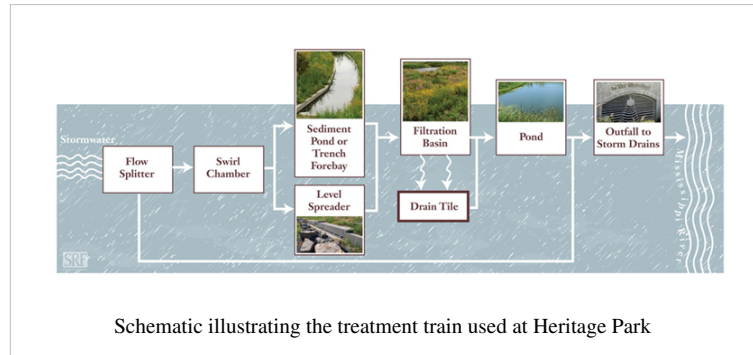 Stormwater
Flow
Splitter
Swirl
Chamber
Sediment
Pond or
Trench
Forebay
Level
Spreader
Filtration
Basin
Drain Tile
Pond
Outfall to
Storm Drains
Mississippi River
SRF
Schematic illustrating the treatment train used at Heritage Park